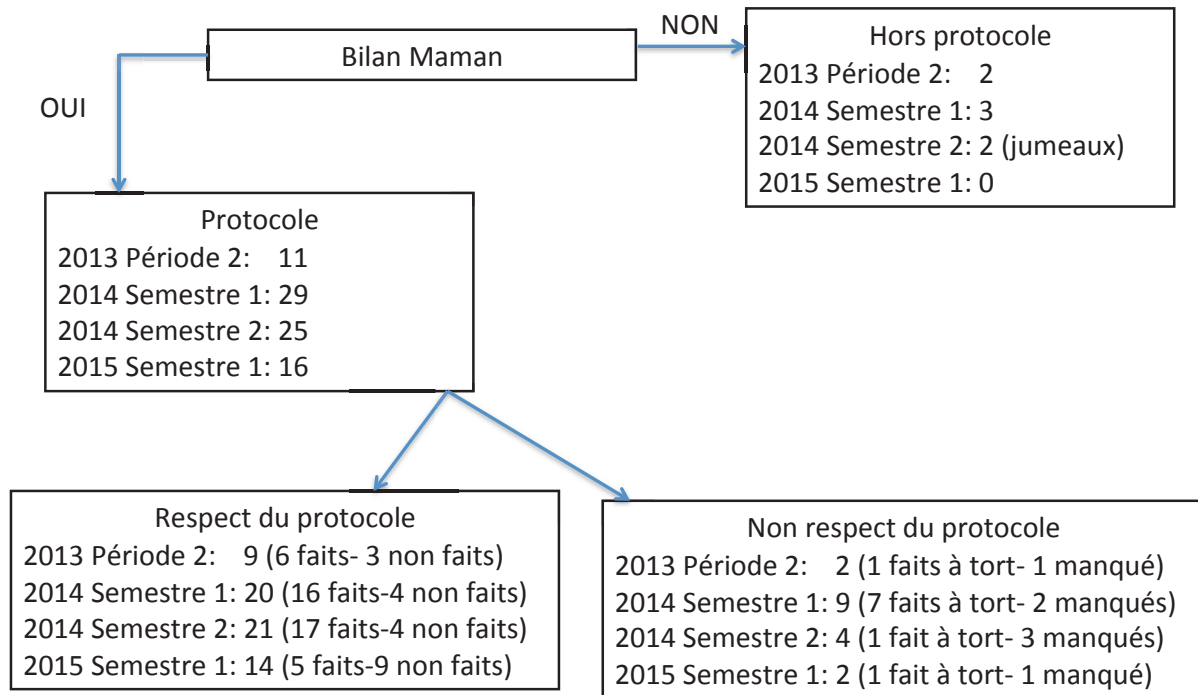 Bilan Maman
NON
OUI
Hors protocole
2013 Période 2: 2
2014 Semestre 1: 3
2014 Semestre 2: 2 (jumeaux)
2015 Semestre 1: 0
Protocole
2013 Période 2: 11
2014 Semestre 1: 29
2014 Semestre 2: 25
2015 Semestre 1: 16
Respect du protocole
2013 Période 2: 9 (6 faits- 3 non faits)
2014 Semestre 1: 20 (16 faits-4 non faits)
2014 Semestre 2: 21 (17 faits-4 non faits)
2015 Semestre 1: 14 (5 faits-9 non faits)
Non respect du protocole
2013 Période 2: 2 (1 faits à tort- 1 manqué)
2014 Semestre 1: 9 (7 faits à tort- 2 manqués)
2014 Semestre 2: 4 (1 fait à tort- 3 manqués)
2015 Semestre 1: 2 (1 fait à tort- 1 manqué)